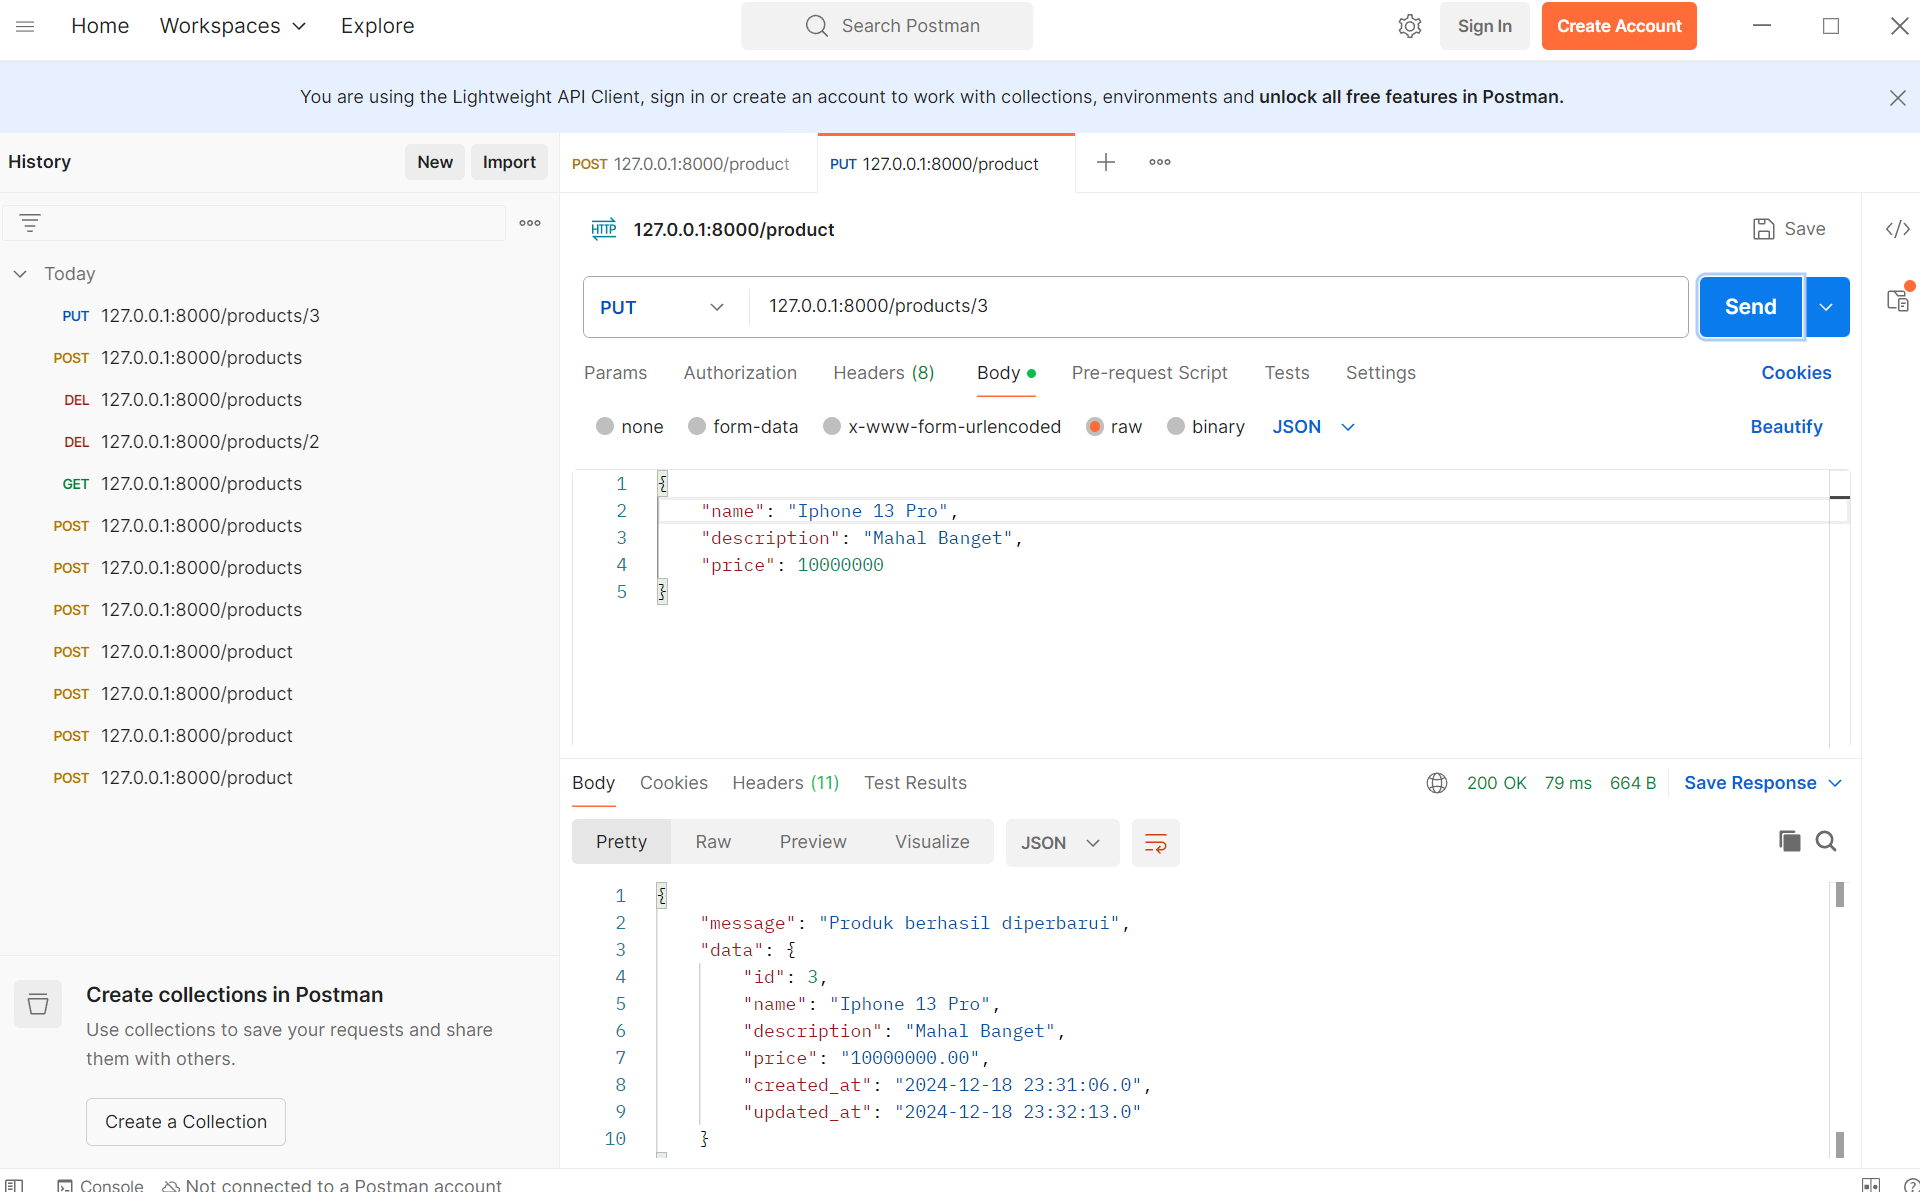 Home Workspaces Explore Search Postman Sign In Create Account
You are using the Lightweight API Client, sign in or create an account to work with collections, environments and unlock all free features in Postman.
History New Import
POST 127.0.0.1:8000/product PUT 127.0.0.1:8000/product
Today
PUT 127.0.0.1:8000/products/3
POST 127.0.0.1:8000/products
DEL 127.0.0.1:8000/products
DEL 127.0.0.1:8000/products/2
GET 127.0.0.1:8000/products
POST 127.0.0.1:8000/products
POST 127.0.0.1:8000/products
POST 127.0.0.1:8000/products
POST 127.0.0.1:8000/product
POST 127.0.0.1:8000/product
POST 127.0.0.1:8000/product
POST 127.0.0.1:8000/product
Create collections in Postman
Use collections to save your requests and share
them with others.
Create a Collection
HTTP 127.0.0.1:8000/product Save </>
PUT 127.0.0.1:8000/products/3 Send
Params Authorization Headers (8) Body Pre-request Script Tests Settings Cookies
none form-data x-www-form-urlencoded raw binary JSON Beautify
1 {
2 "name": "Iphone 13 Pro",
3 "description": "Mahal Banget",
4 "price": 10000000
5 }
Body Cookies Headers (11) Test Results 200 OK 79 ms 664 B Save Response
Pretty Raw Preview Visualize JSON
1 {
2 "message": "Produk berhasil diperbarui",
3 "data": {
4 "id": 3,
5 "name": "Iphone 13 Pro",
6 "description": "Mahal Banget",
7 "price": "10000000.00",
8 "created_at": "2024-12-18 23:31:06.0",
9 "updated_at": "2024-12-18 23:32:13.0"
10 }
Console Not connected to a Postman account